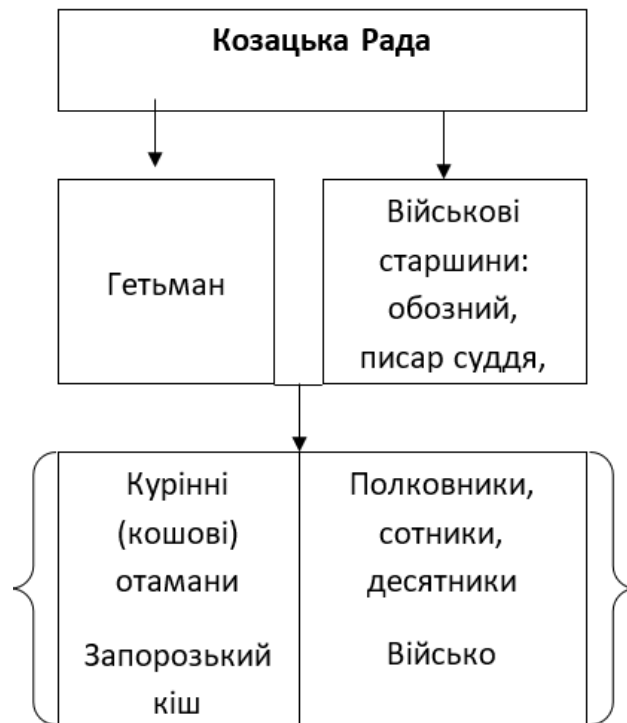 Козацька Рада
Гетьман
Військові
старшини:
обозний,
писар суддя,
Курінні
(кошові)
отамани
Запорозький
кіш
Полковники,
сотники,
десятники
Військо